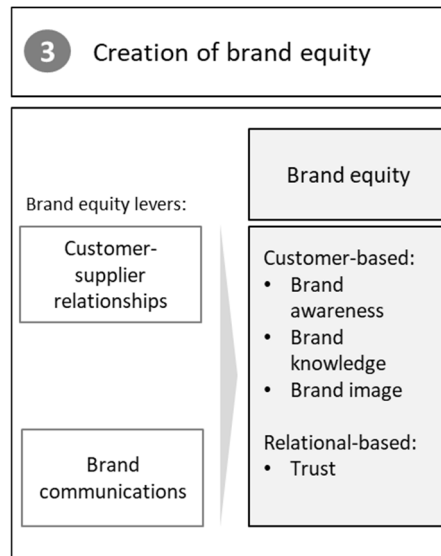 3 Creation of brand equity
Brand equity levers:
Customer-
supplier
relationships
Brand
communications
Brand equity
Customer-based:
• Brand
awareness
• Brand
knowledge
• Brand image
Relational-based:
• Trust